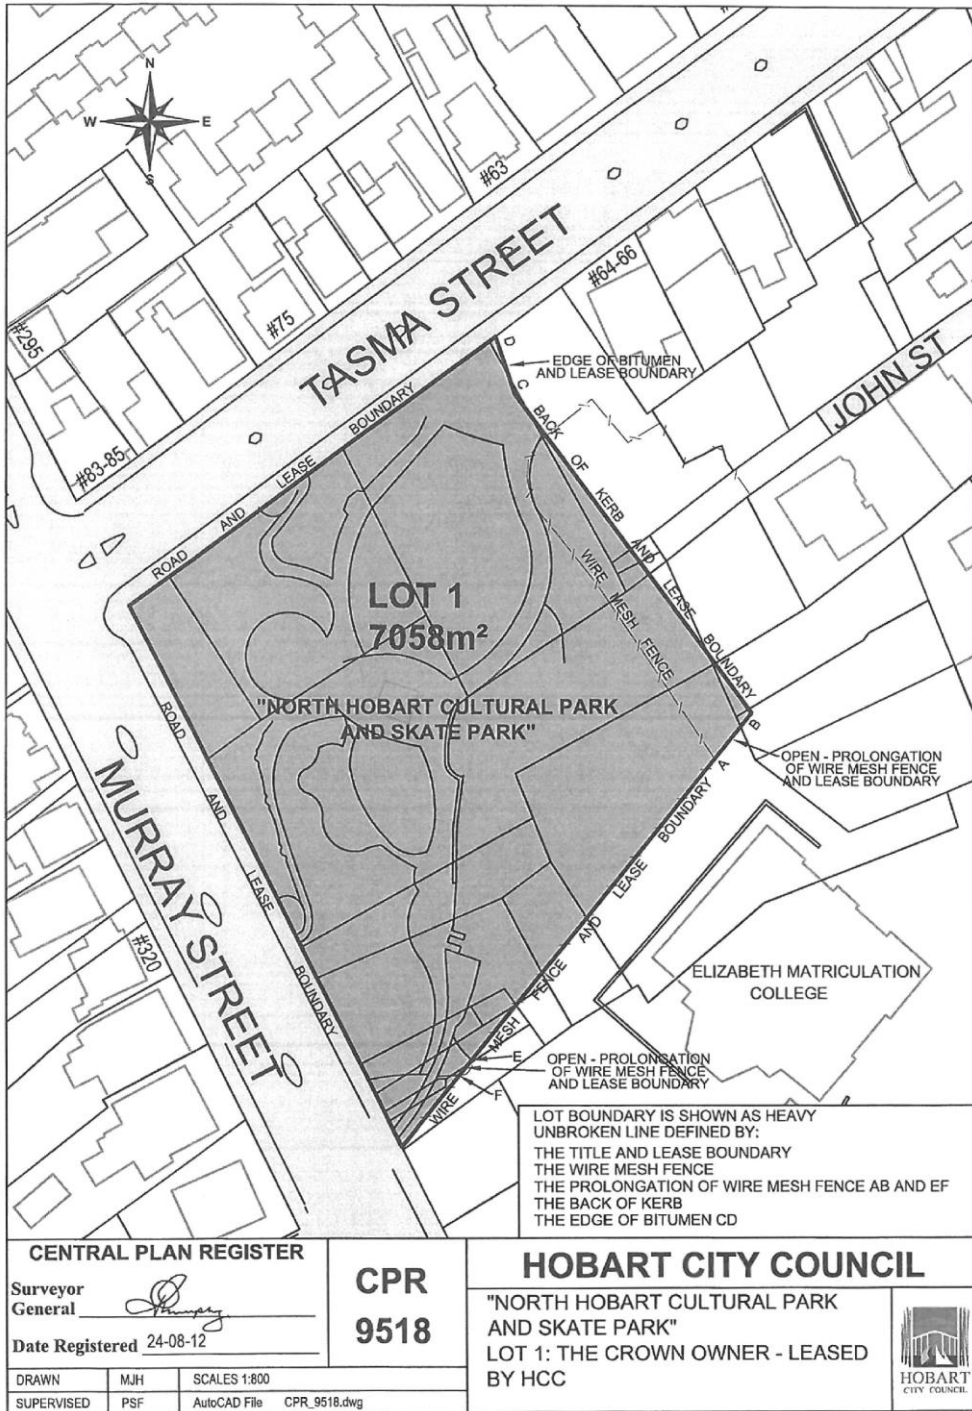 N
W
E
S
#63
TASMA STREET
#64-66
#75
#295
#83-85
JOHN ST
D
EDGE OF BITUMEN
AND LEASE BOUNDARY
C
BACK OF KERB AND LEASE BOUNDARY
ROAD AND LEASE BOUNDARY
WIRE MESH FENCE
LOT 1
7058m²
"NORTH HOBART CULTURAL PARK
AND SKATE PARK"
B
A
OPEN - PROLONGATION
OF WIRE MESH FENCE
AND LEASE BOUNDARY
ROAD AND LEASE BOUNDARY
MURRAY STREET
#320
WIRE MESH FENCE AND LEASE BOUNDARY
ELIZABETH MATRICULATION
COLLEGE
E
OPEN - PROLONGATION
OF WIRE MESH FENCE
AND LEASE BOUNDARY
F
LOT BOUNDARY IS SHOWN AS HEAVY
UNBROKEN LINE DEFINED BY:
THE TITLE AND LEASE BOUNDARY
THE WIRE MESH FENCE
THE PROLONGATION OF WIRE MESH FENCE AB AND EF
THE BACK OF KERB
THE EDGE OF BITUMEN CD
CENTRAL PLAN REGISTER
Surveyor
General
Date Registered 24-08-12
CPR
9518
HOBART CITY COUNCIL
"NORTH HOBART CULTURAL PARK
AND SKATE PARK"
LOT 1: THE CROWN OWNER - LEASED
BY HCC
HOBART
CITY COUNCIL
DRAWN MJH SCALES 1:800
SUPERVISED PSF AutoCAD File CPR_9518.dwg